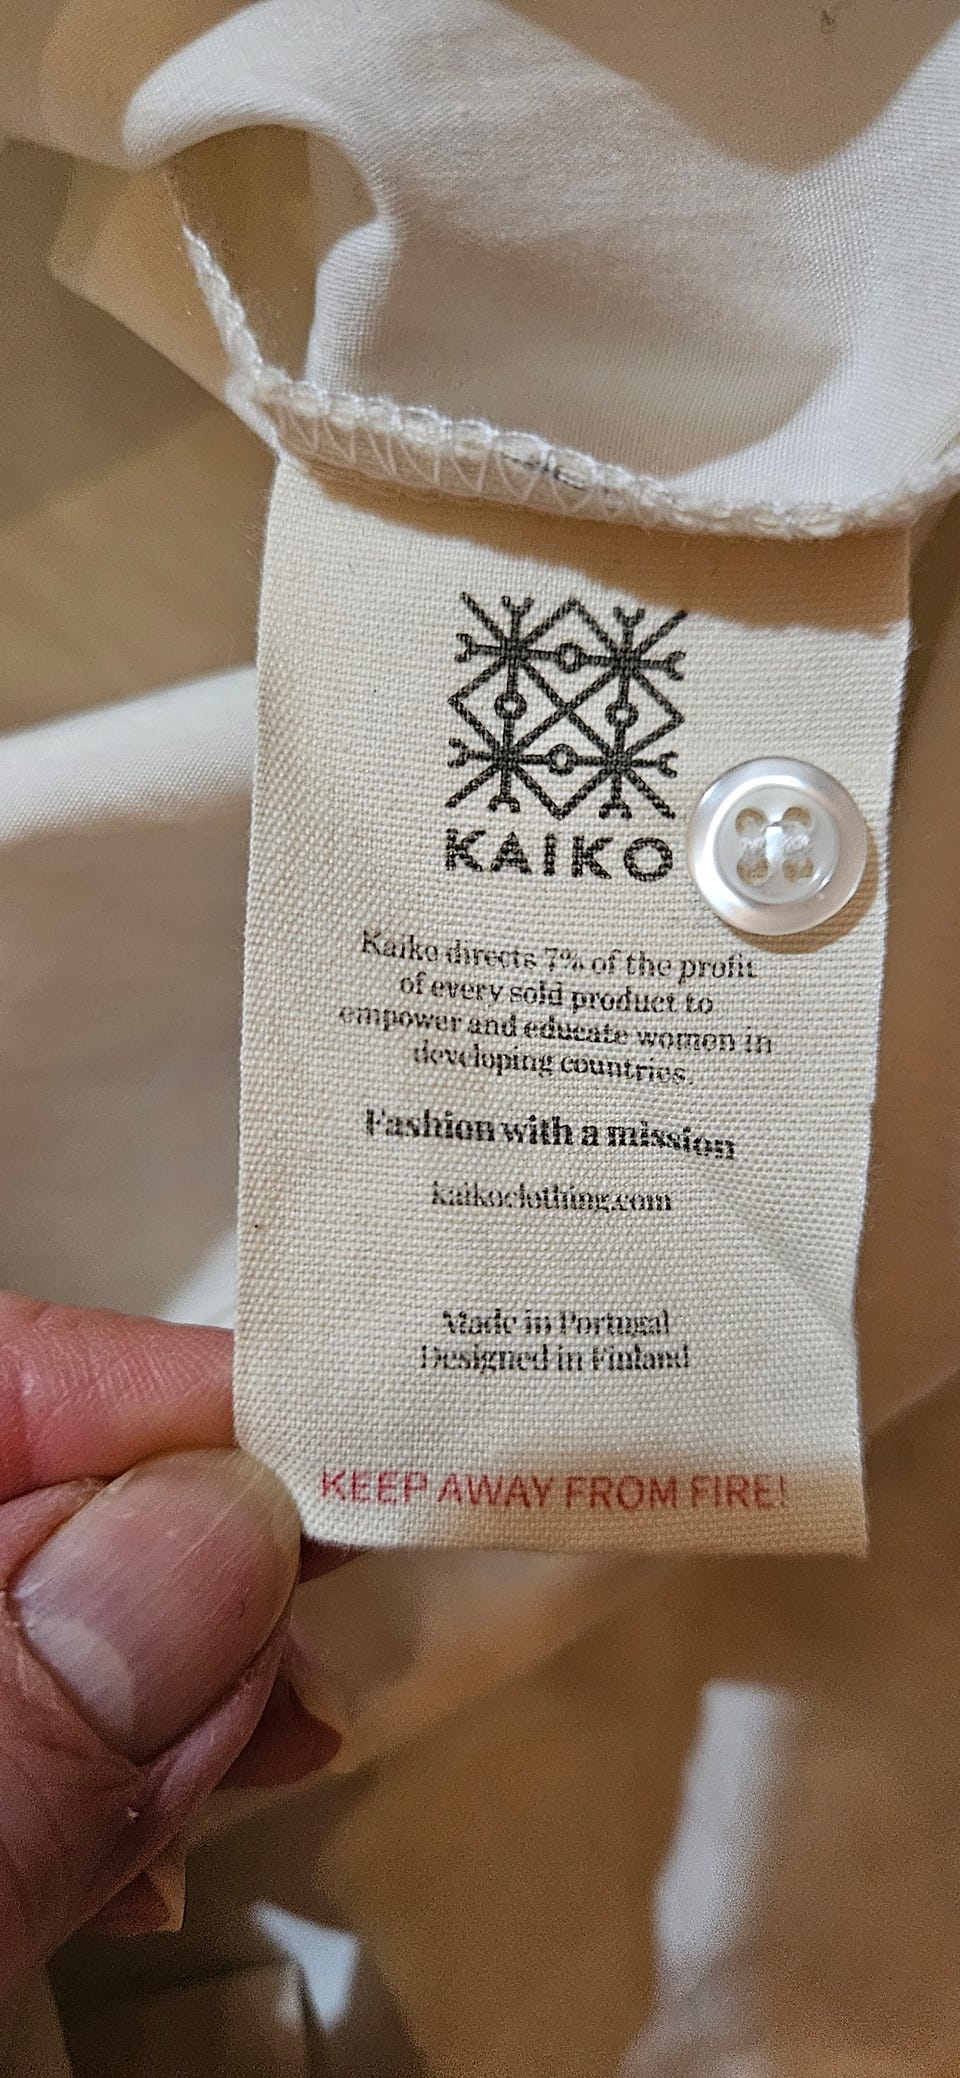 KAIKO
Kaiko directs 7% of the profit
of every sold product to
empower and educate women in
developing countries.
Fashion with a mission
kaikoclothing.com
Made in Portugal
Designed in Finland
KEEP AWAY FROM FIRE!